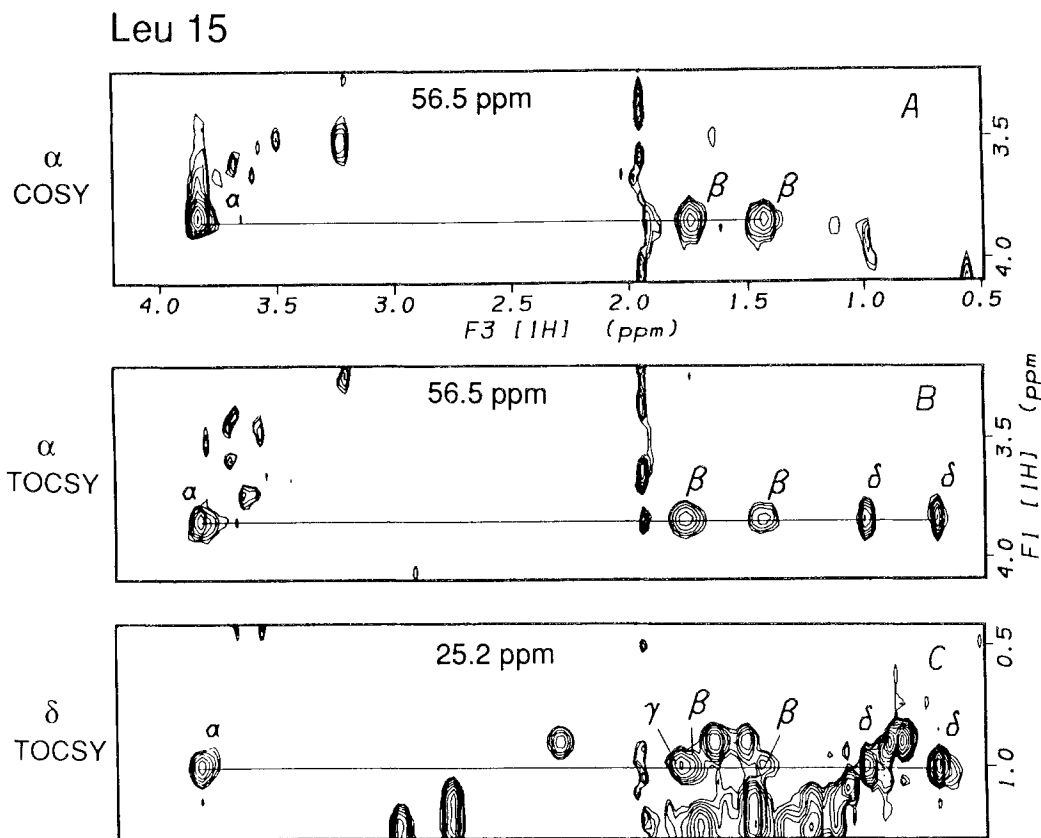 Leu 15
56.5 ppm
A
α
COSY
α
β
β
3.5
4.0
4.0
3.5
3.0
2.5
2.0
1.5
1.0
0.5
F3 [1H] (ppm)
56.5 ppm
B
α
TOCSY
α
β
β
δ
δ
3.5
4.0
F1 [1H] (ppm
25.2 ppm
C
δ
TOCSY
α
γ
β
β
δ
δ
0.5
1.0